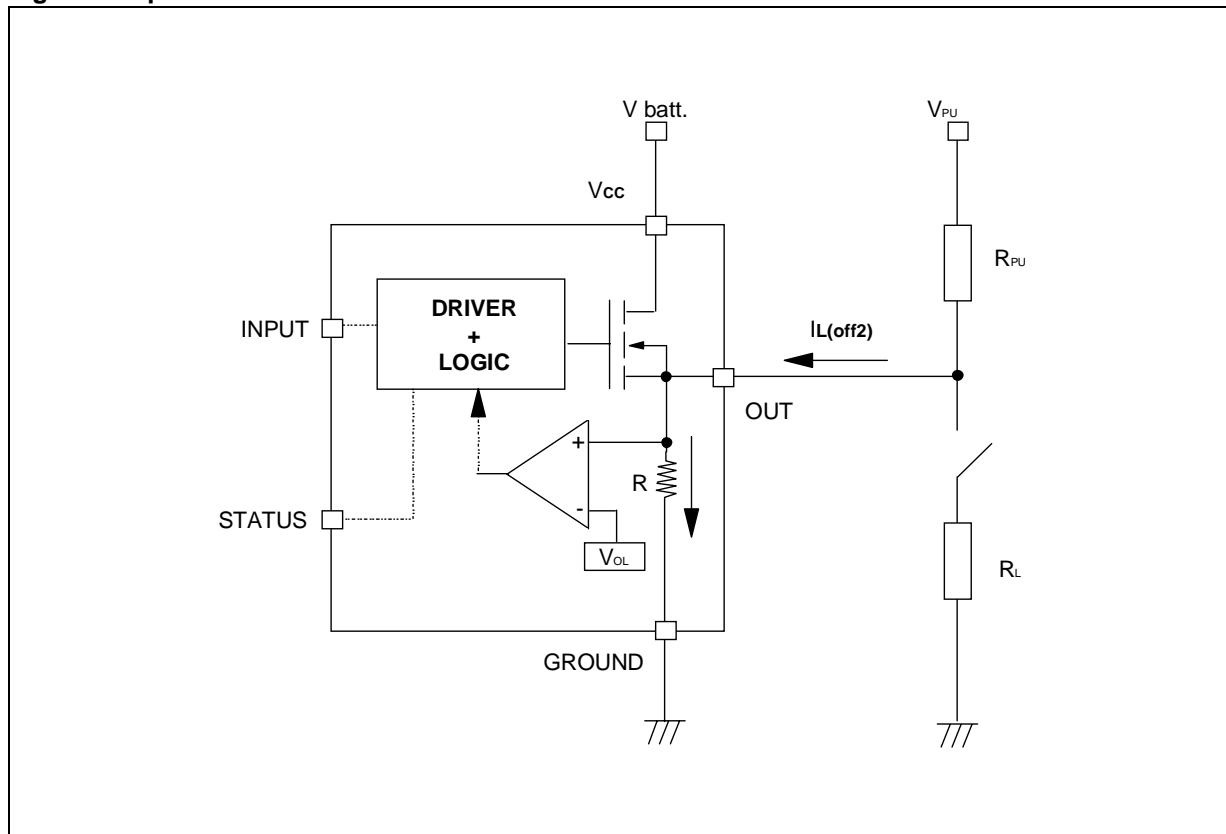 V batt.
VPU
Vcc
RPU
DRIVER
+
LOGIC
INPUT
IL(off2)
OUT
+
R
-
STATUS
VOL
RL
GROUND